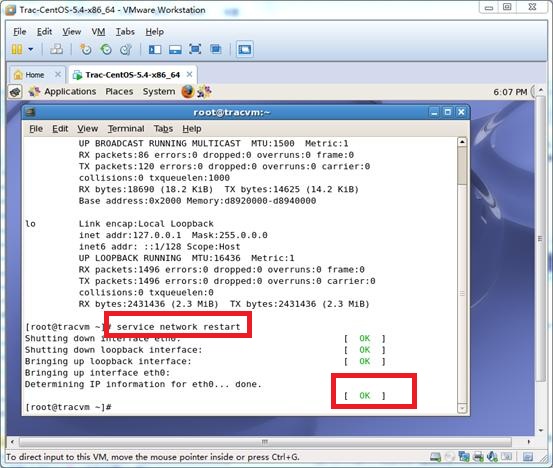 Trac-CentOS-5.4-x86_64 - VMware Workstation
File Edit View VM Tabs Help
Home Trac-CentOS-5.4-x86_64
Applications Places System 6:07 PM
root@tracvm:~
File Edit View Terminal Tabs Help
UP BROADCAST RUNNING MULTICAST MTU:1500 Metric:1
RX packets:86 errors:0 dropped:0 overruns:0 frame:0
TX packets:120 errors:0 dropped:0 overruns:0 carrier:0
collisions:0 txqueuelen:1000
RX bytes:18690 (18.2 KiB) TX bytes:14625 (14.2 KiB)
Base address:0x2000 Memory:d8920000-d8940000
lo Link encap:Local Loopback
inet addr:127.0.0.1 Mask:255.0.0.0
inet6 addr: ::1/128 Scope:Host
UP LOOPBACK RUNNING MTU:16436 Metric:1
RX packets:1496 errors:0 dropped:0 overruns:0 frame:0
TX packets:1496 errors:0 dropped:0 overruns:0 carrier:0
collisions:0 txqueuelen:0
RX bytes:2431436 (2.3 MiB) TX bytes:2431436 (2.3 MiB)
[root@tracvm ~]# service network restart
Shutting down interface eth0: [ OK ]
Shutting down loopback interface: [ OK ]
Bringing up loopback interface: [ OK ]
Bringing up interface eth0:
Determining IP information for eth0... done.
[ OK ]
[root@tracvm ~]#
To direct input to this VM, move the mouse pointer inside or press Ctrl+G.